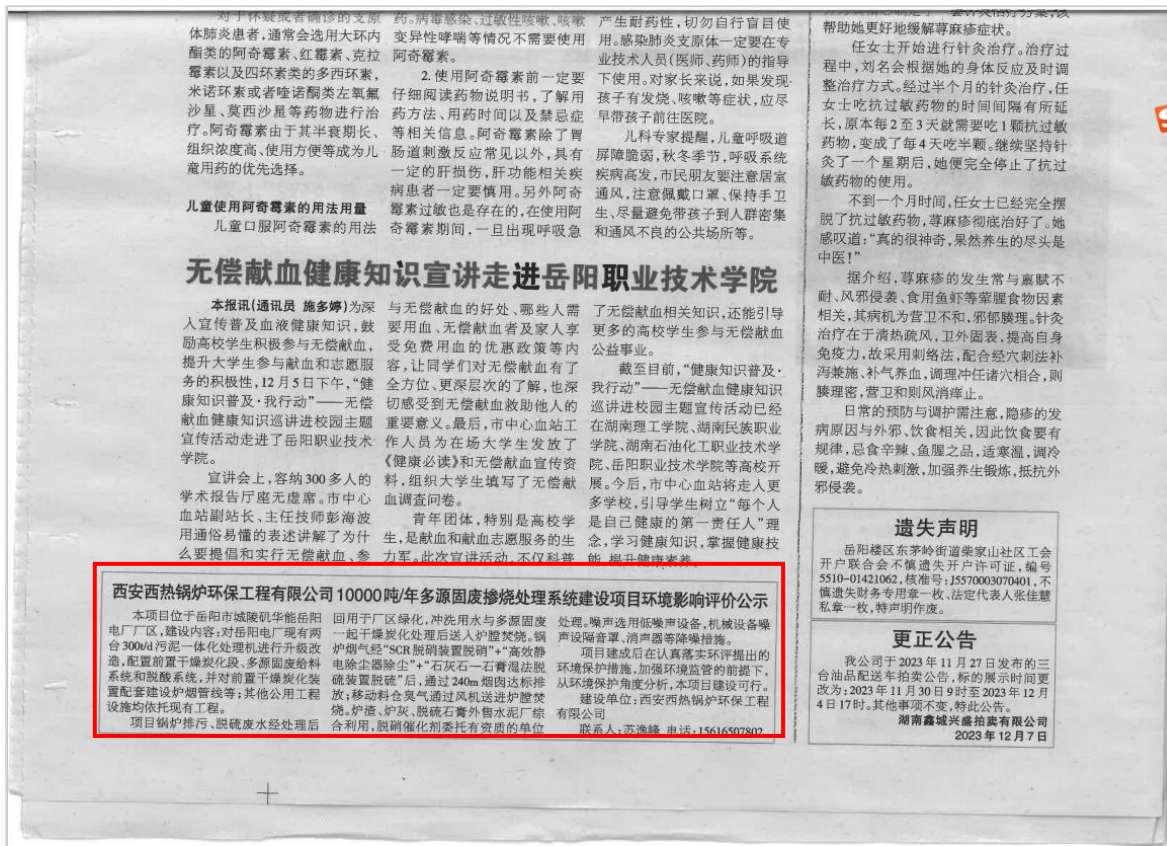 对于怀疑或者确诊的支原
体肺炎患者,通常会选用大环内
酯类的阿奇霉素、红霉素、克拉
霉素以及四环素类的多西环素,
米诺环素或者喹诺酮类左氧氟
沙星、莫西沙星等药物进行治
疗。阿奇霉素由于其半衰期长、
组织浓度高、使用方便等成为儿
童用药的优先选择。
儿童使用阿奇霉素的用法用量
儿童口服阿奇霉素的用法
药。病毒感染、过敏性咳嗽、咳嗽
变异性哮喘等情况不需要使用
阿奇霉素。
2.使用阿奇霉素前一定要
仔细阅读药物说明书,了解用
药方法、用药时间以及禁忌症
等相关信息。阿奇霉素除了胃
肠道刺激反应常见以外,具有
一定的肝损伤,肝功能相关疾
病患者一定要慎用。另外阿奇
霉素过敏也是存在的,在使用阿
奇霉素期间,一旦出现呼吸急
产生耐药性,切勿自行盲目使
用。感染肺炎支原体一定要在专
业技术人员(医师、药师)的指导
下使用。对家长来说,如果发现
孩子有发烧、咳嗽等症状,应尽
早带孩子前往医院。
儿科专家提醒,儿童呼吸道
屏障脆弱,秋冬季节,呼吸系统
疾病高发,市民朋友要注意居室
通风,注意佩戴口罩、保持手卫
生、尽量避免带孩子到人群密集
和通风不良的公共场所等。
无偿献血健康知识宣讲走进岳阳职业技术学院
本报讯(通讯员 施多婷)为深
入宣传普及血液健康知识,鼓
励高校学生积极参与无偿献血,
提升大学生参与献血和志愿服
务的积极性,12月5日下午,“健
康知识普及·我行动”——无偿
献血健康知识巡讲进校园主题
宣传活动走进了岳阳职业技术
学院。
宣讲会上,容纳300多人的
学术报告厅座无虚席。市中心
血站副站长、主任技师彭海波
用通俗易懂的表述讲解了为什
么要提倡和实行无偿献血、参
与无偿献血的好处、哪些人需
要用血、无偿献血者及家人享
受免费用血的优惠政策等内
容,让同学们对无偿献血有了
全方位、更深层次的了解,也深
切感受到无偿献血救助他人的
重要意义。最后,市中心血站工
作人员为在场大学生发放了
《健康必读》和无偿献血宣传资
料,组织大学生填写了无偿献
血调查问卷。
青年团体,特别是高校学
生,是献血和献血志愿服务的生
力军。此次宣讲活动,不仅科普
了无偿献血相关知识,还能引导
更多的高校学生参与无偿献血
公益事业。
截至目前,“健康知识普及·
我行动”——无偿献血健康知识
巡讲进校园主题宣传活动已经
在湖南理工学院、湖南民族职业
学院、湖南石油化工职业技术学
院、岳阳职业技术学院等高校开
展。今后,市中心血站将走入更
多学校,引导学生树立“每个人
是自己健康的第一责任人”理
念,学习健康知识,掌握健康技
能,提升健康素养。
西安西热锅炉环保工程有限公司10000吨/年多源固废掺烧处理系统建设项目环境影响评价公示
本项目位于岳阳市城陵矶华能岳阳
电厂厂区,建设内容:对岳阳电厂现有两
台300t/d污泥一体化处理机进行升级改
造,配置前置干燥炭化段、多源固废给料
系统和脱酸系统,并对前置干燥炭化装
置配套建设炉烟管线等;其他公用工程
设施均依托现有工程。
项目锅炉排污、脱硫废水经处理后
回用于厂区绿化,冲洗用水与多源固废
一起干燥炭化处理后送入炉膛焚烧。锅
炉烟气经“SCR脱硝装置脱硝”+“高效静
电除尘器除尘”+“石灰石—石膏湿法脱
硫装置脱硫”后,通过240m烟囱达标排
放;移动料仓臭气通过风机送进炉膛焚
烧。炉渣、炉灰、脱硫石膏外售水泥厂综
合利用,脱硝催化剂委托有资质的单位
处理。噪声选用低噪声设备,机械设备噪
声设隔音罩、消声器等降噪措施。
项目建成后在认真落实环评提出的
环境保护措施,加强环境监管的前提下,
从环境保护角度分析,本项目建设可行。
建设单位:西安西热锅炉环保工程
有限公司
联系人:苏逸峰 电话:15616507802
帮助她更好地缓解荨麻疹症状。
任女士开始进行针灸治疗。治疗过
程中,刘名会根据她的身体反应及时调
整治疗方式。经过半个月的针灸治疗,任
女士吃抗过敏药物的时间间隔有所延
长,原本每2至3天就需要吃1颗抗过敏
药物,变成了每4天吃半颗。继续坚持针
灸了一个星期后,她便完全停止了抗过
敏药物的使用。
不到一个月时间,任女士已经完全摆
脱了抗过敏药物,荨麻疹彻底治好了。她
感叹道:“真的很神奇,果然养生的尽头是
中医!”
据介绍,荨麻疹的发生常与禀赋不
耐、风邪侵袭、食用鱼虾等荤腥食物因素
相关,其病机为营卫不和,邪郁腠理。针灸
治疗在于清热疏风,卫外固表,提高自身
免疫力,故采用刺络法,配合经穴刺法补
泻兼施、补气养血,调理冲任诸穴相合,则
腠理密,营卫和则风消痒止。
日常的预防与调护需注意,隐疹的发
病原因与外邪、饮食相关,因此饮食要有
规律,忌食辛辣、鱼腥之品,适寒温,调冷
暖,避免冷热刺激,加强养生锻炼,抵抗外
邪侵袭。
遗失声明
岳阳楼区东茅岭街道柴家山社区工会
开户联合会不慎遗失开户许可证,编号
5510-01421062,核准号:J5570003070401,不
慎遗失财务专用章一枚、法定代表人张佳慧
私章一枚,特声明作废。
更正公告
我公司于2023年11月27日发布的三
台油品配送车拍卖公告,标的展示时间更
改为:2023年11月30日9时至2023年12月
4日17时。其他事项不变,特此公告。
湖南鑫城兴盛拍卖有限公司
2023年12月7日